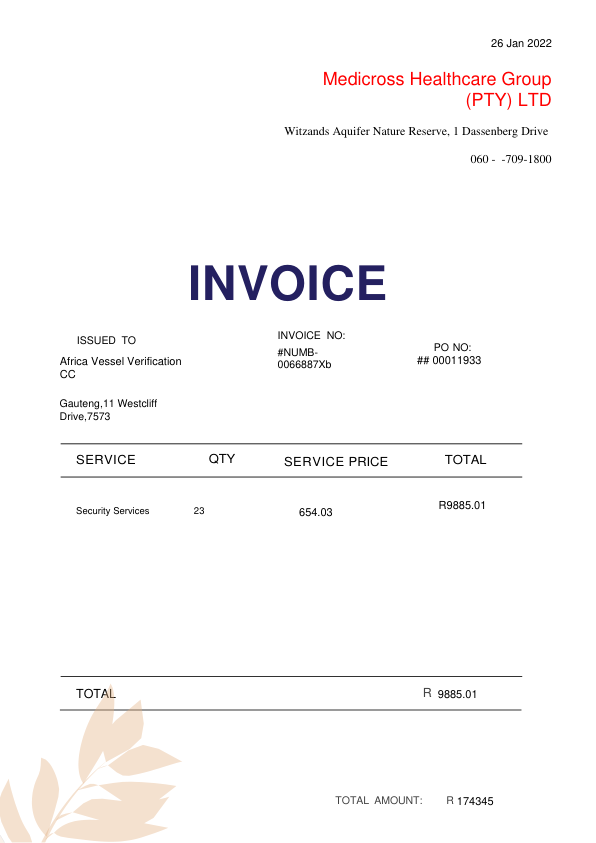 26 Jan 2022
Medicross Healthcare Group
(PTY) LTD
Witzands Aquifer Nature Reserve, 1 Dassenberg Drive
060 -  -709-1800
INVOICE
ISSUED TO
Africa Vessel Verification
CC
Gauteng,11 Westcliff
Drive,7573
INVOICE NO:
#NUMB-
0066887Xb
PO NO:
## 00011933
SERVICE QTY SERVICE PRICE TOTAL
Security Services 23 654.03 R9885.01
TOTAL R 9885.01
TOTAL AMOUNT: R 174345